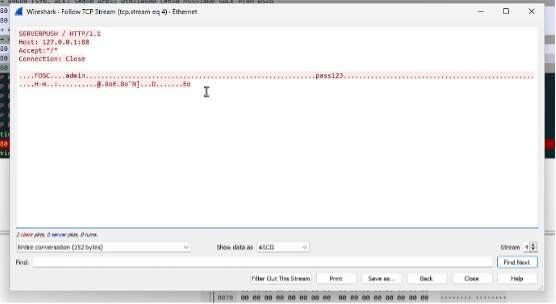 Wireshark - Follow TCP Stream (tcp.stream eq 4) - Ethernet
SERVERPUSH / HTTP/1.1
Host: 127.0.0.1:88
Accept:"/"
Connection: Close
....FOSC....admin..........................................................pass123................................................
....H-m..:..........@.8oE.8o`N]...D.......Eo
2 client pkts, 0 server pkts, 0 turns.
Entire conversation (252 bytes)
Show data as ASCII
Stream 4
Find:
Find Next
Filter Out This Stream
Print
Save as...
Back
Close
Help
0070 00 00 00 00 00 00 00 00 00 00 00 00 00 00 00 00